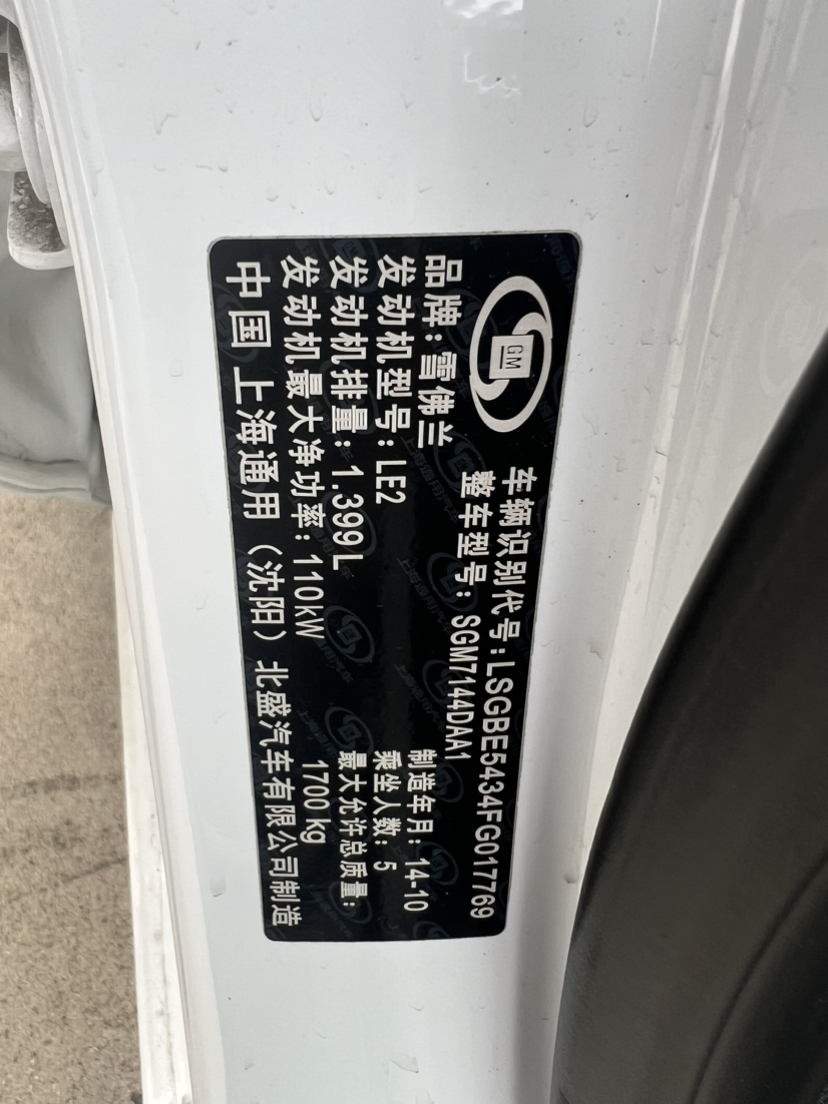 GM
车辆识别代号:LSGBE5434FG017769
整车型号:SGM7144DAA1
品牌:雪佛兰
制造年月:14-10
发动机型号:LE2
乘坐人数:5
发动机排量:1.399L
最大允许总质量:
发动机最大净功率:110kW
1700 kg
中国 上海通用（沈阳）北盛汽车有限公司制造